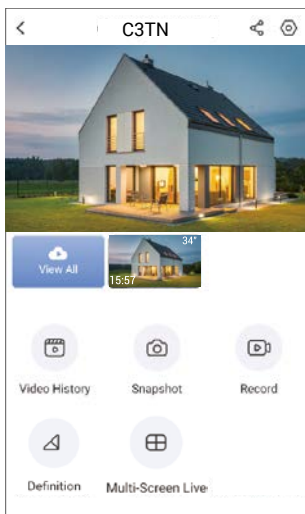 C3TN
View All
34"
15:57
Video History
Snapshot
Record
Definition
Multi-Screen Live